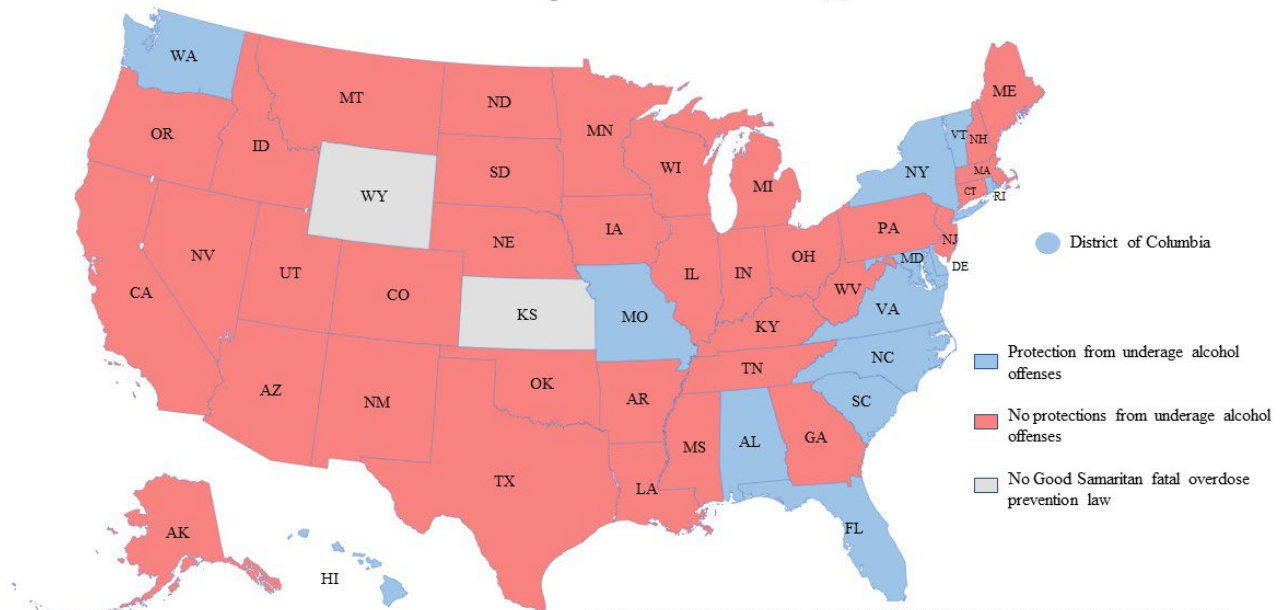 WA
MT
ND
MN
ME
OR
ID
SD
WI
MI
VT
NH
NY
MA
CT
RI
WY
IA
NE
PA
NJ
NV
UT
CO
IL
IN
OH
MD
DE
District of Columbia
CA
KS
MO
WV
VA
KY
NC
Protection from underage alcohol
offenses
AZ
NM
OK
AR
TN
SC
No protections from underage alcohol
offenses
MS
AL
GA
TX
LA
No Good Samaritan fatal overdose
prevention law
AK
FL
HI